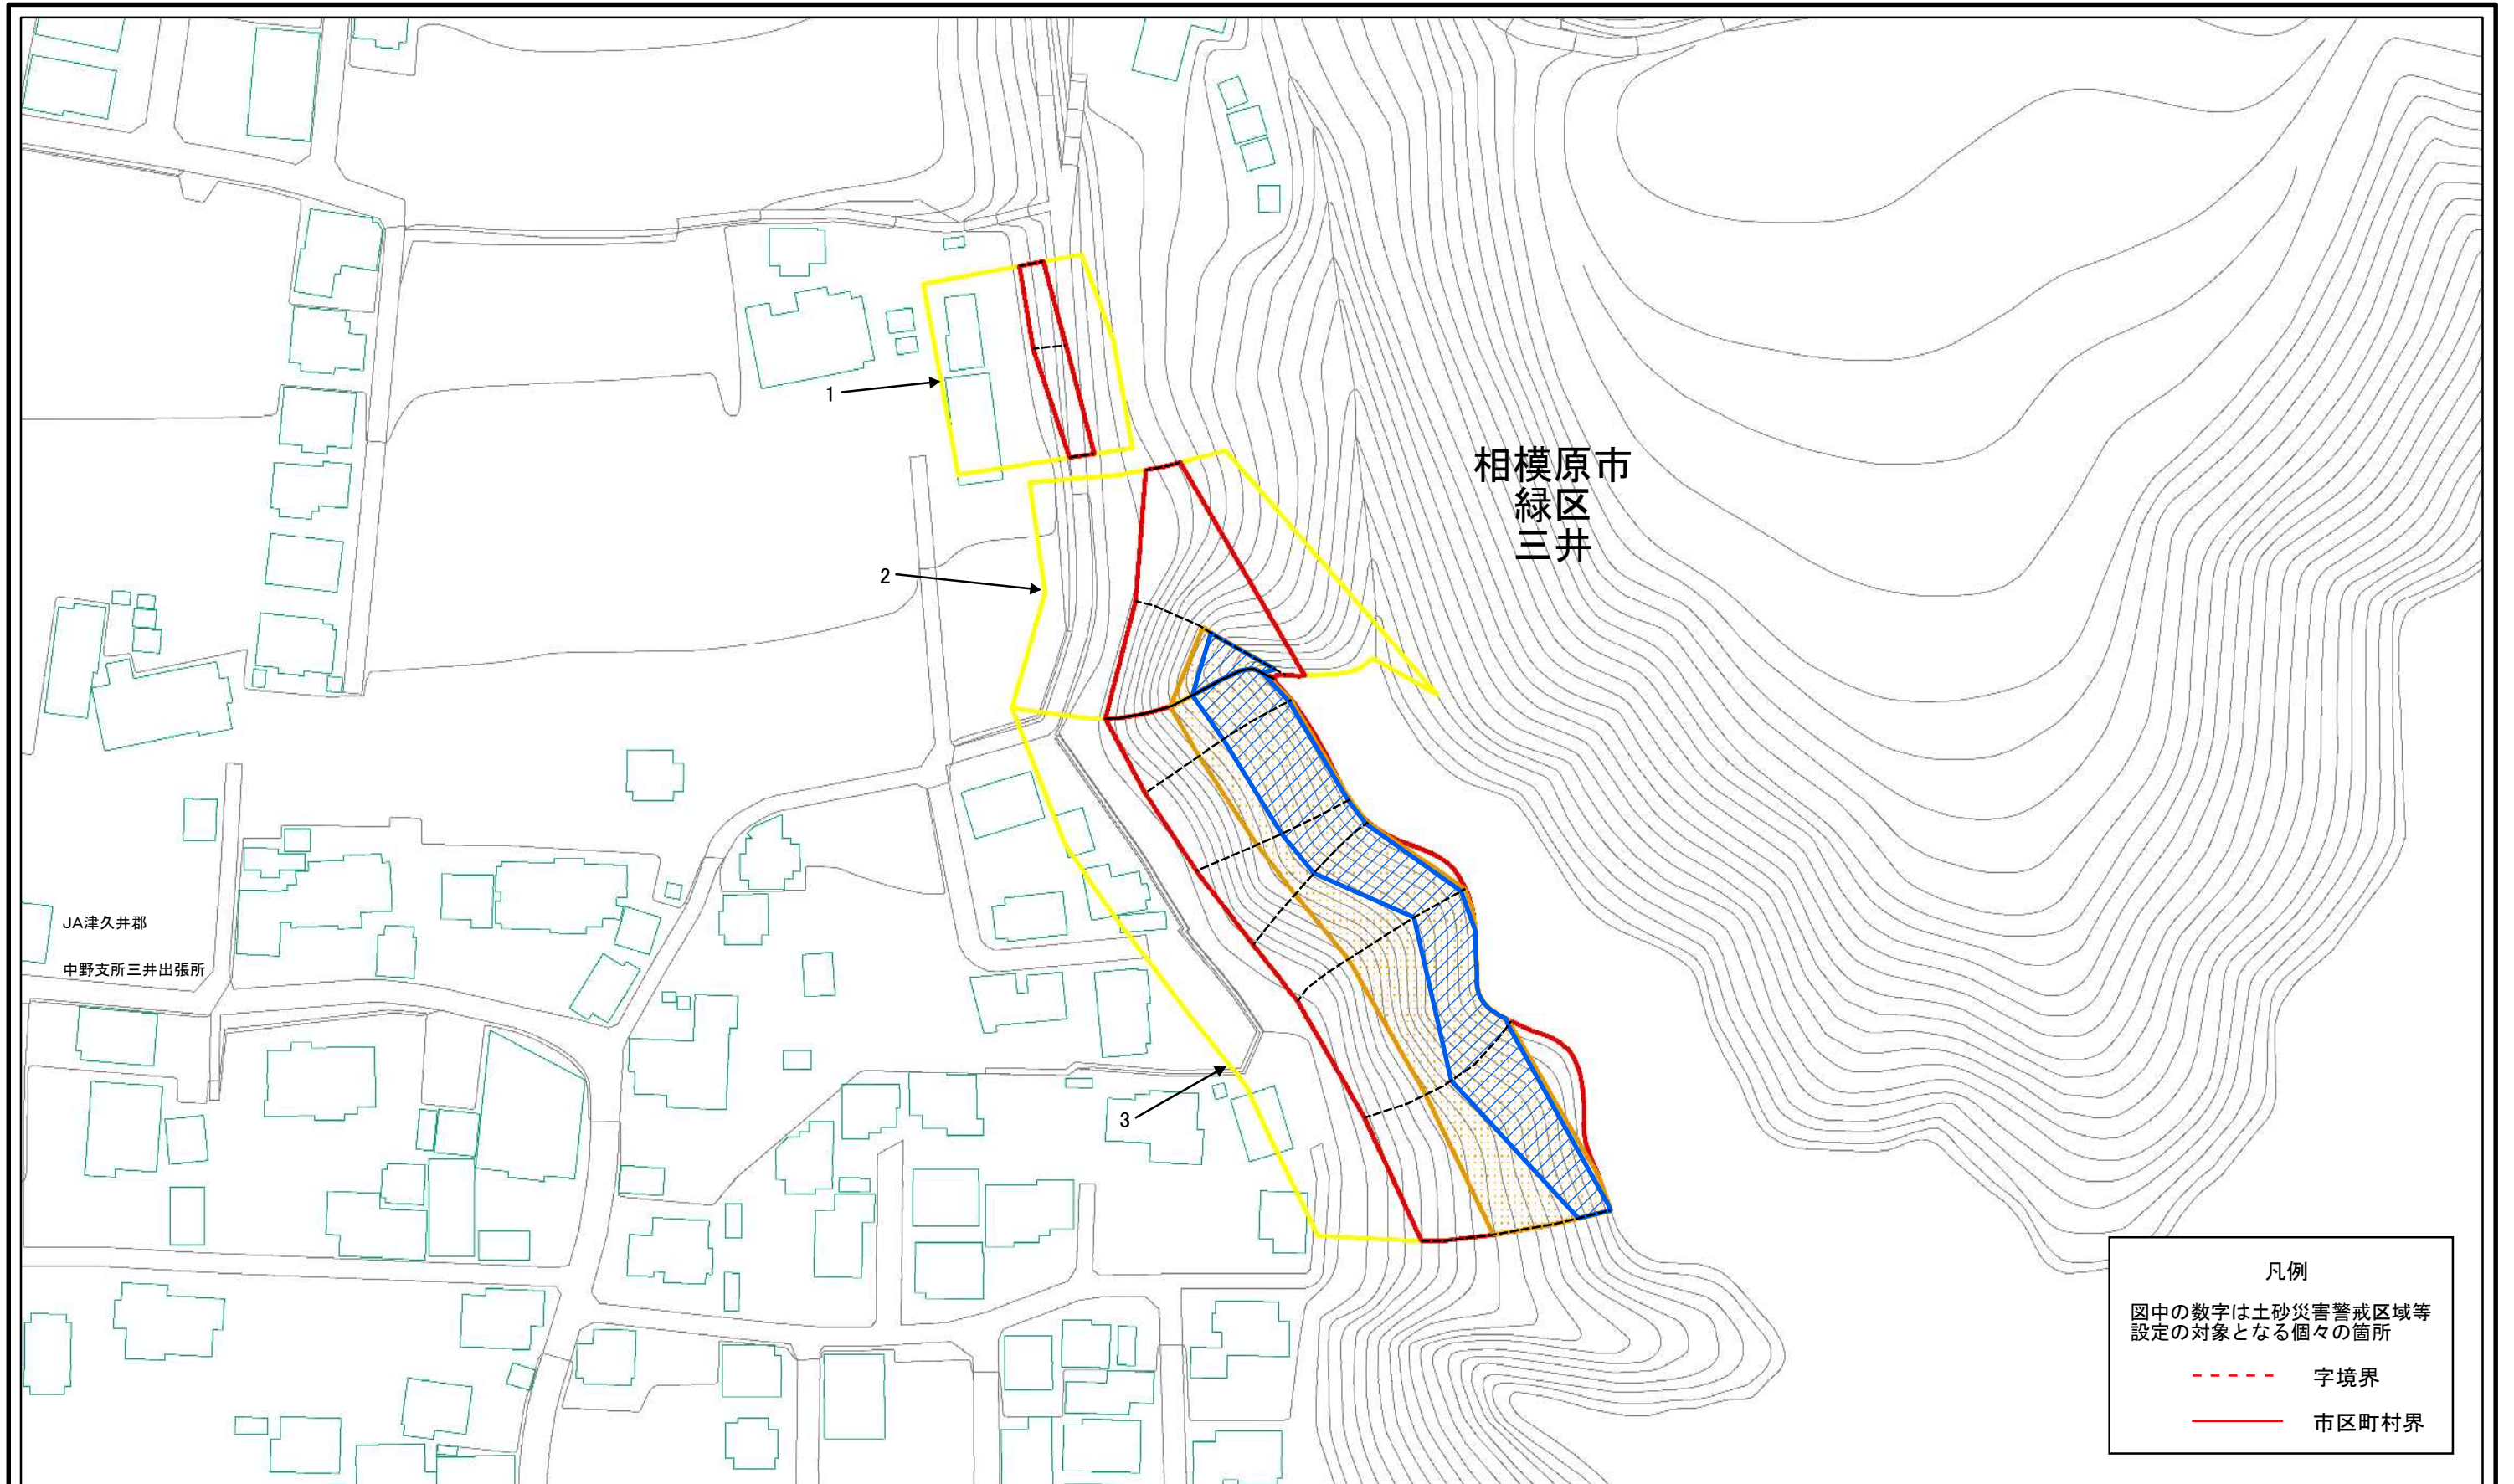 1
相模原市
緑区
三井
2
JA津久井郡
中野支所三井出張所
3
凡例
図中の数字は土砂災害警戒区域等
設定の対象となる個々の箇所
字境界
市区町村界